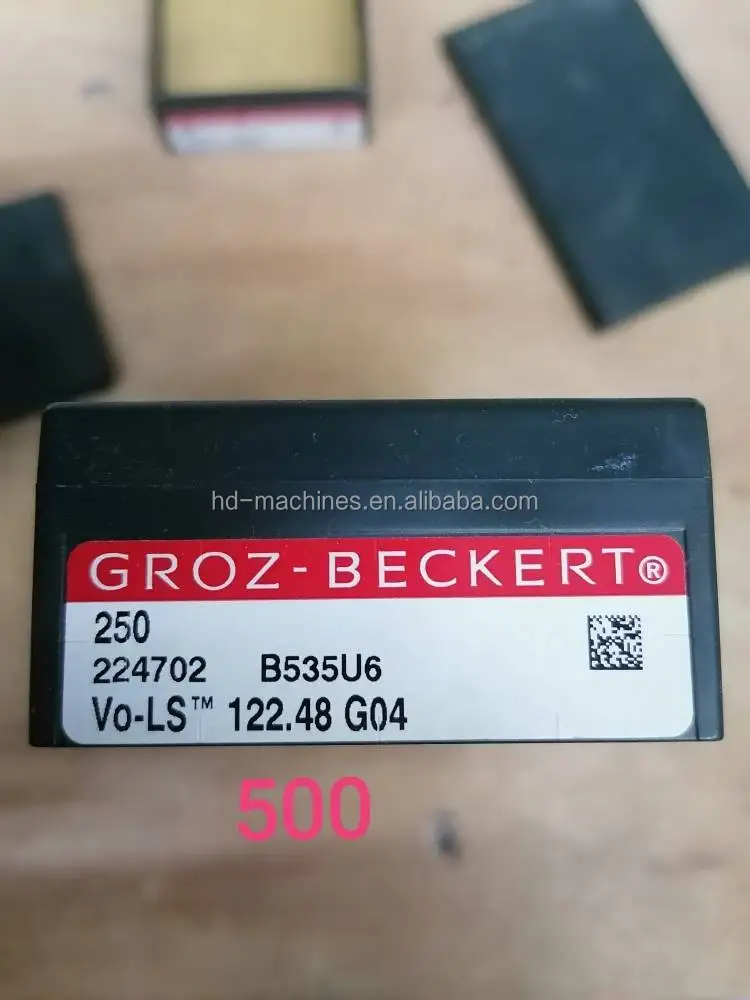 hd-machines.en.alibaba.com
GROZ-BECKERT®
250
224702 B535U6
Vo-LS™ 122.48 G04
500